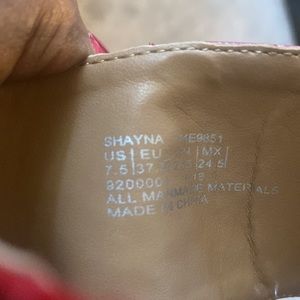 SHAYNA ME9851
US | EU | MX
7.5 | 37. 24.5
820000
ALL MANMADE MATERIALS
MADE IN CHINA